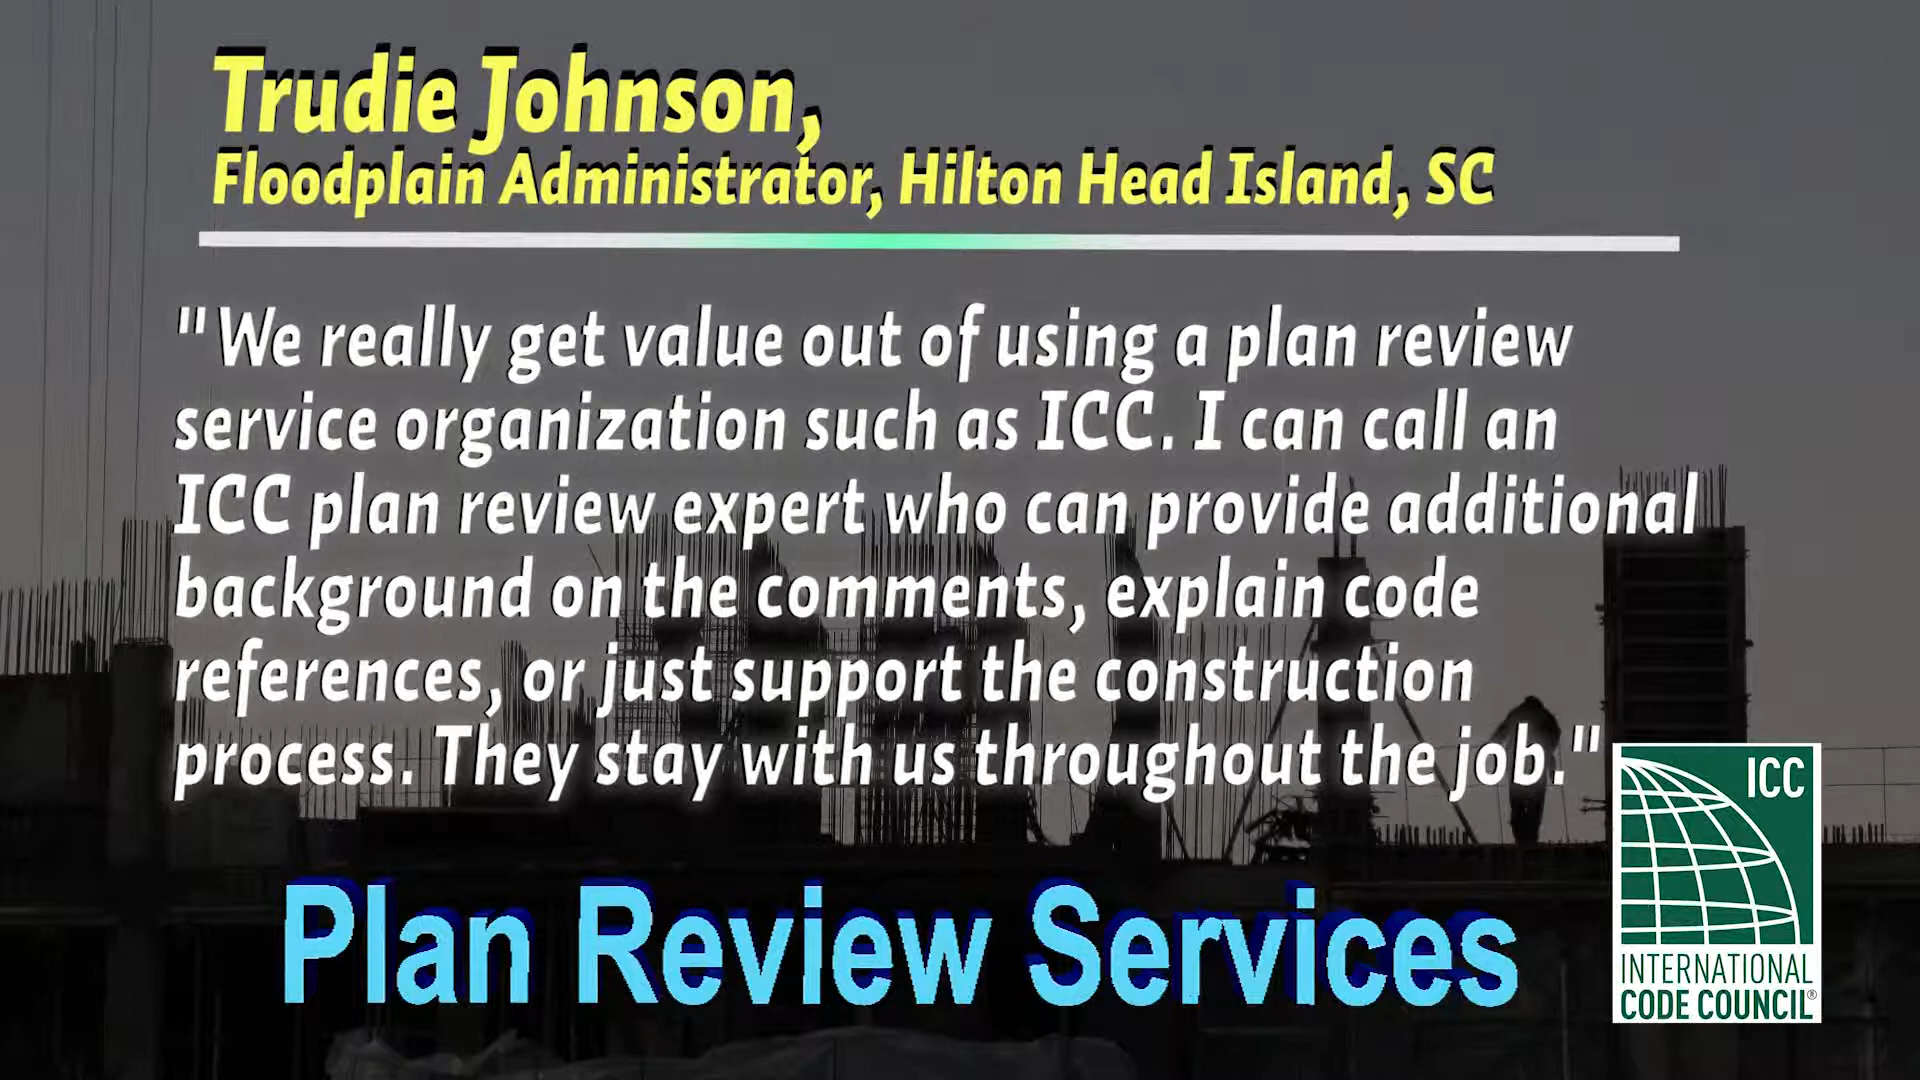 Trudie Johnson,
Floodplain Administrator, Hilton Head Island, SC
"We really get value out of using a plan review
service organization such as ICC. I can call an
ICC plan review expert who can provide additional
background on the comments, explain code
references, or just support the construction
process. They stay with us throughout the job."
Plan Review Services
ICC
INTERNATIONAL
CODE COUNCIL®